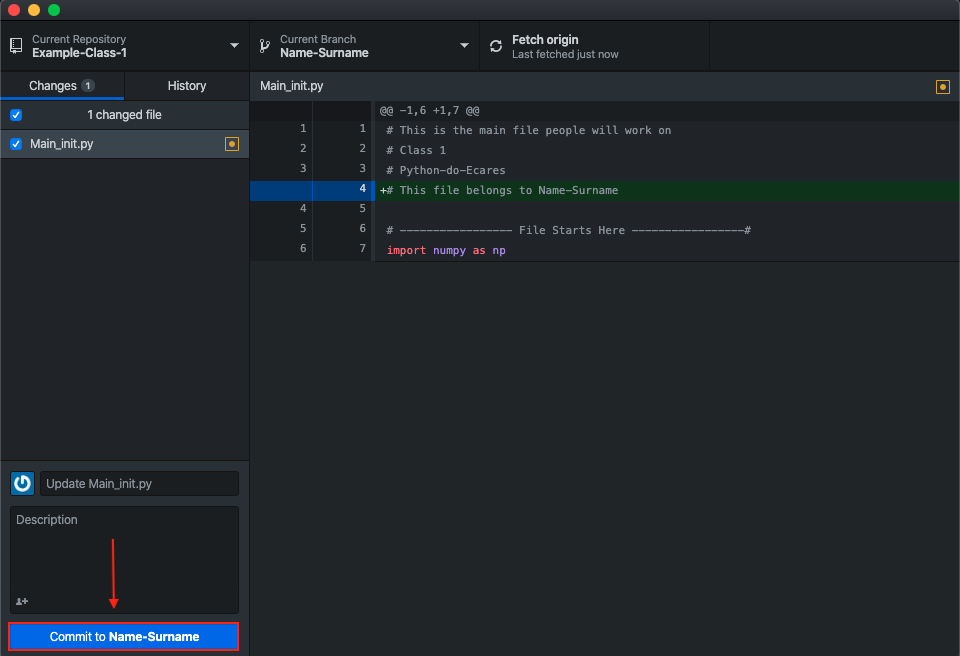 Current Repository
Example-Class-1
Current Branch
Name-Surname
Fetch origin
Last fetched just now
Changes 1
History
1 changed file
Main_init.py
Main_init.py
@@ -1,6 +1,7 @@
1 1 # This is the main file people will work on
2 2 # Class 1
3 3 # Python-do-Ecares
4 +# This file belongs to Name-Surname
4 5
5 6 # ----------------- File Starts Here -----------------#
6 7 import numpy as np
Update Main_init.py
Description
Commit to Name-Surname